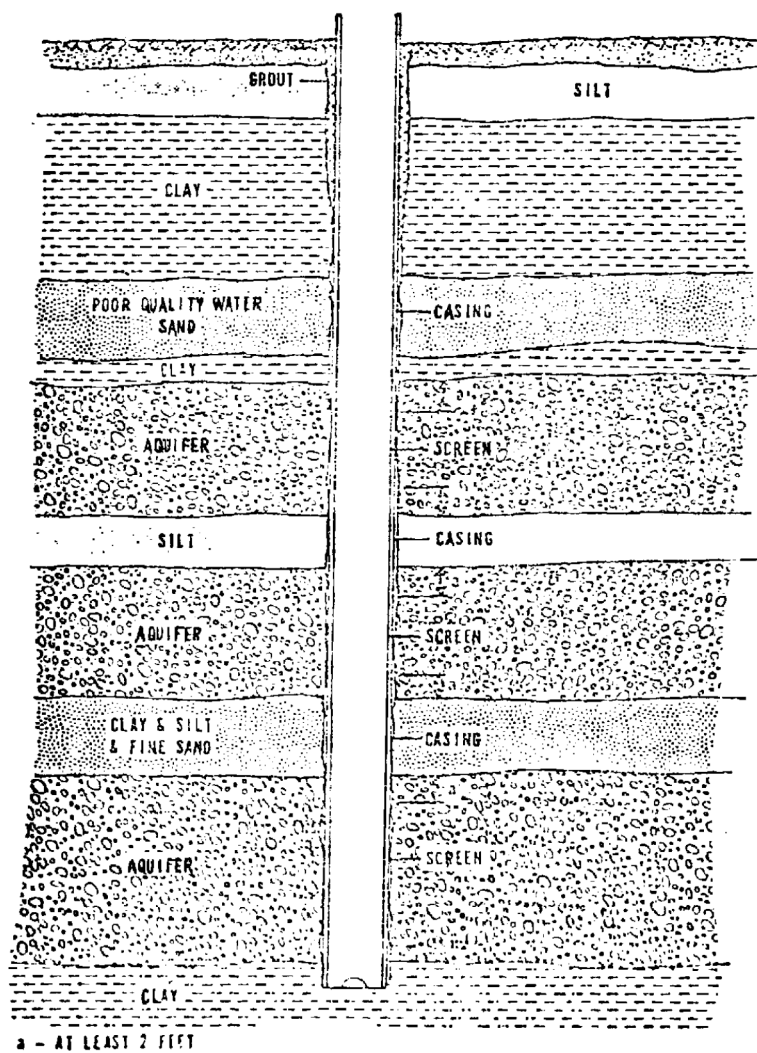 GROUT
SILT
CLAY
POOR QUALITY WATER
SAND
CASING
CLAY
AQUIFER
SCREEN
SILT
CASING
AQUIFER
SCREEN
CLAY & SILT
& FINE SAND
CASING
AQUIFER
SCREEN
CLAY
a - AT LEAST 2 FEET